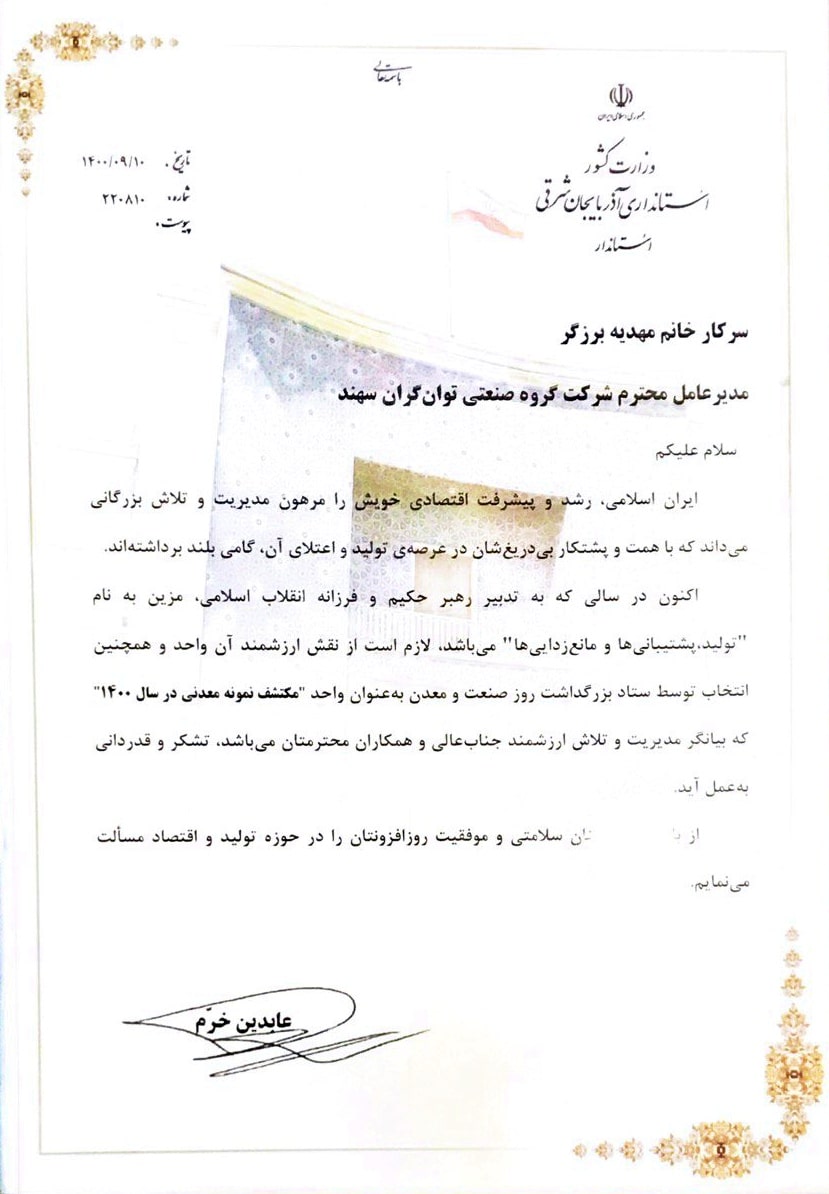 باسمه تعالی
جمهوری اسلامی ایران
وزارت کشور
استانداری آذربایجان شرقی
استاندار
تاریخ: ۱۴۰۰/۰۹/۱۰
شماره: ۲۲۰۸۱۰
پیوست:
سرکار خانم مهدیه برزگر
مدیرعامل محترم شرکت گروه صنعتی توان‌گران سهند
سلام علیکم
ایران اسلامی، رشد و پیشرفت اقتصادی خویش را مرهون مدیریت و تلاش بزرگانی
می‌داند که با همت و پشتکار بی‌دریغ‌شان در عرصه‌ی تولید و اعتلای آن، گامی بلند برداشته‌اند.
اکنون در سالی که به تدبیر رهبر حکیم و فرزانه انقلاب اسلامی، مزین به نام
"تولید،پشتیبانی‌ها و مانع‌زدایی‌ها" می‌باشد، لازم است از نقش ارزشمند آن واحد و همچنین
انتخاب توسط ستاد بزرگداشت روز صنعت و معدن به‌عنوان واحد "مکتشف نمونه معدنی در سال ۱۴۰۰"
که بیانگر مدیریت و تلاش ارزشمند جناب‌عالی و همکاران محترمتان می‌باشد، تشکر و قدردانی
به‌عمل آید.
از سلامتی و موفقیت روزافزونتان را در حوزه تولید و اقتصاد مسألت
می‌نمایم.
عابدین خرّم